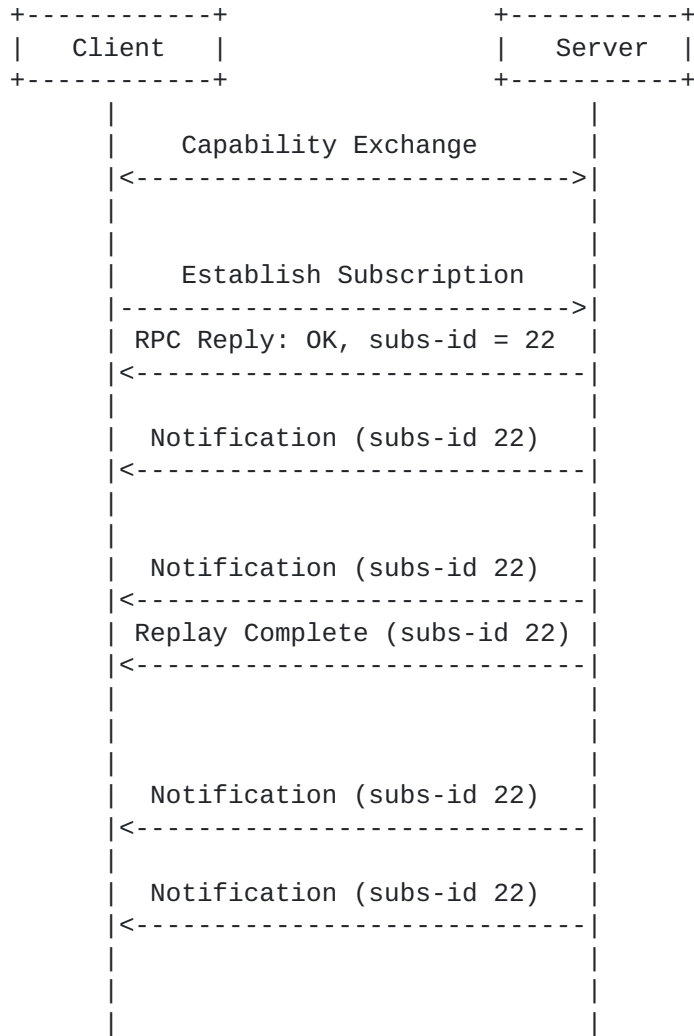 Client Server
Capability Exchange
Establish Subscription
RPC Reply: OK, subs-id = 22
Notification (subs-id 22)
Notification (subs-id 22)
Replay Complete (subs-id 22)
Notification (subs-id 22)
Notification (subs-id 22)